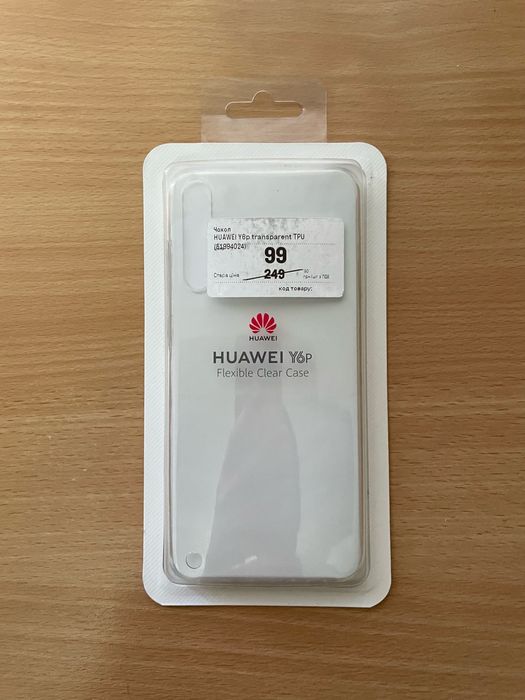 Чохол
HUAWEI Y6p transparent TPU
(51994024)
99
Стара ціна
249
код товару:
HUAWEI
HUAWEI Y6P
Flexible Clear Case